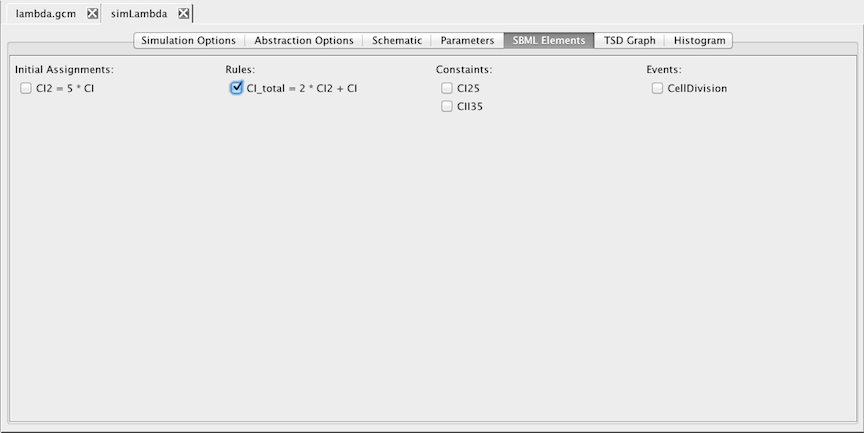 lambda.gcm simLambda
Simulation Options Abstraction Options Schematic Parameters SBML Elements TSD Graph Histogram
Initial Assignments: Rules: Constaints: Events:
CI2 = 5 * CI CI_total = 2 * CI2 + CI CI25 CellDivision
CII35